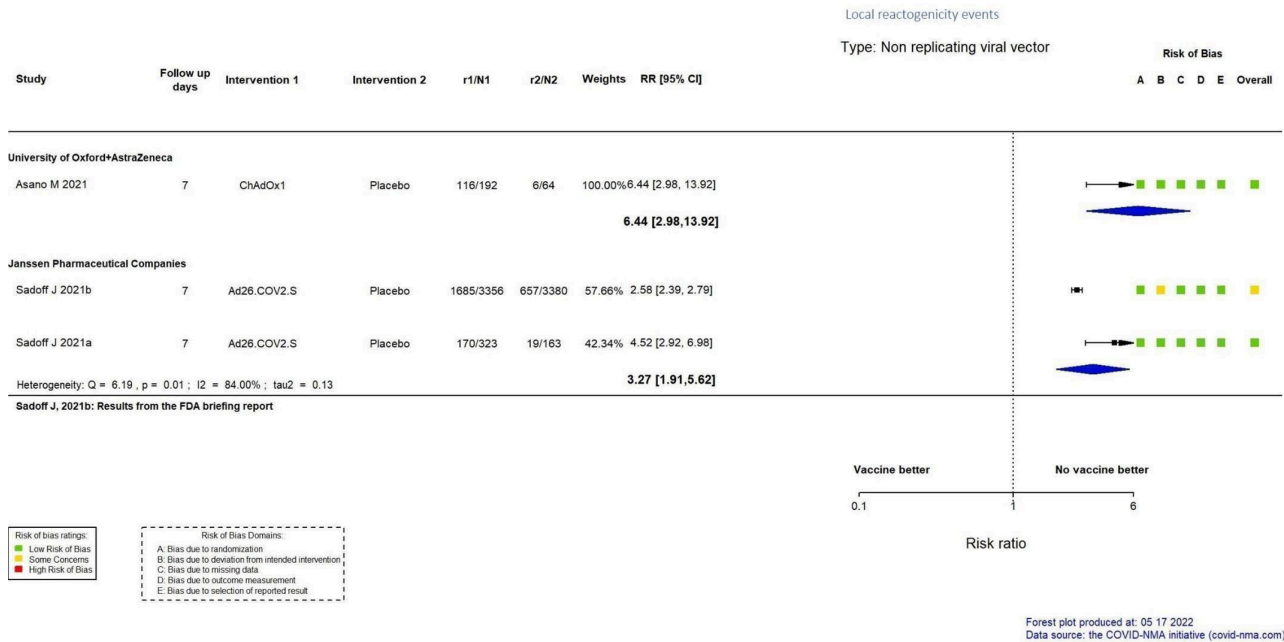 Local reactogenicity events
Type: Non replicating viral vector
Risk of Bias
Study Follow up days Intervention 1 Intervention 2 r1/N1 r2/N2 Weights RR [95% CI] A B C D E Overall
University of Oxford+AstraZeneca
Asano M 2021 7 ChAdOx1 Placebo 116/192 6/64 100.00% 6.44 [2.98, 13.92]
6.44 [2.98,13.92]
Janssen Pharmaceutical Companies
Sadoff J 2021b 7 Ad26.COV2.S Placebo 1685/3356 657/3380 57.66% 2.58 [2.39, 2.79]
Sadoff J 2021a 7 Ad26.COV2.S Placebo 170/323 19/163 42.34% 4.52 [2.92, 6.98]
3.27 [1.91,5.62]
Heterogeneity: Q = 6.19 , p = 0.01 ; I2 = 84.00% ; tau2 = 0.13
Sadoff J, 2021b: Results from the FDA briefing report
Vaccine better No vaccine better
0.1 1 6
Risk ratio
Risk of bias ratings:
Low Risk of Bias
Some Concerns
High Risk of Bias
Risk of Bias Domains:
A: Bias due to randomization
B: Bias due to deviation from intended intervention
C: Bias due to missing data
D: Bias due to outcome measurement
E: Bias due to selection of reported result
Forest plot produced at: 05 17 2022
Data source: the COVID-NMA initiative (covid-nma.com)